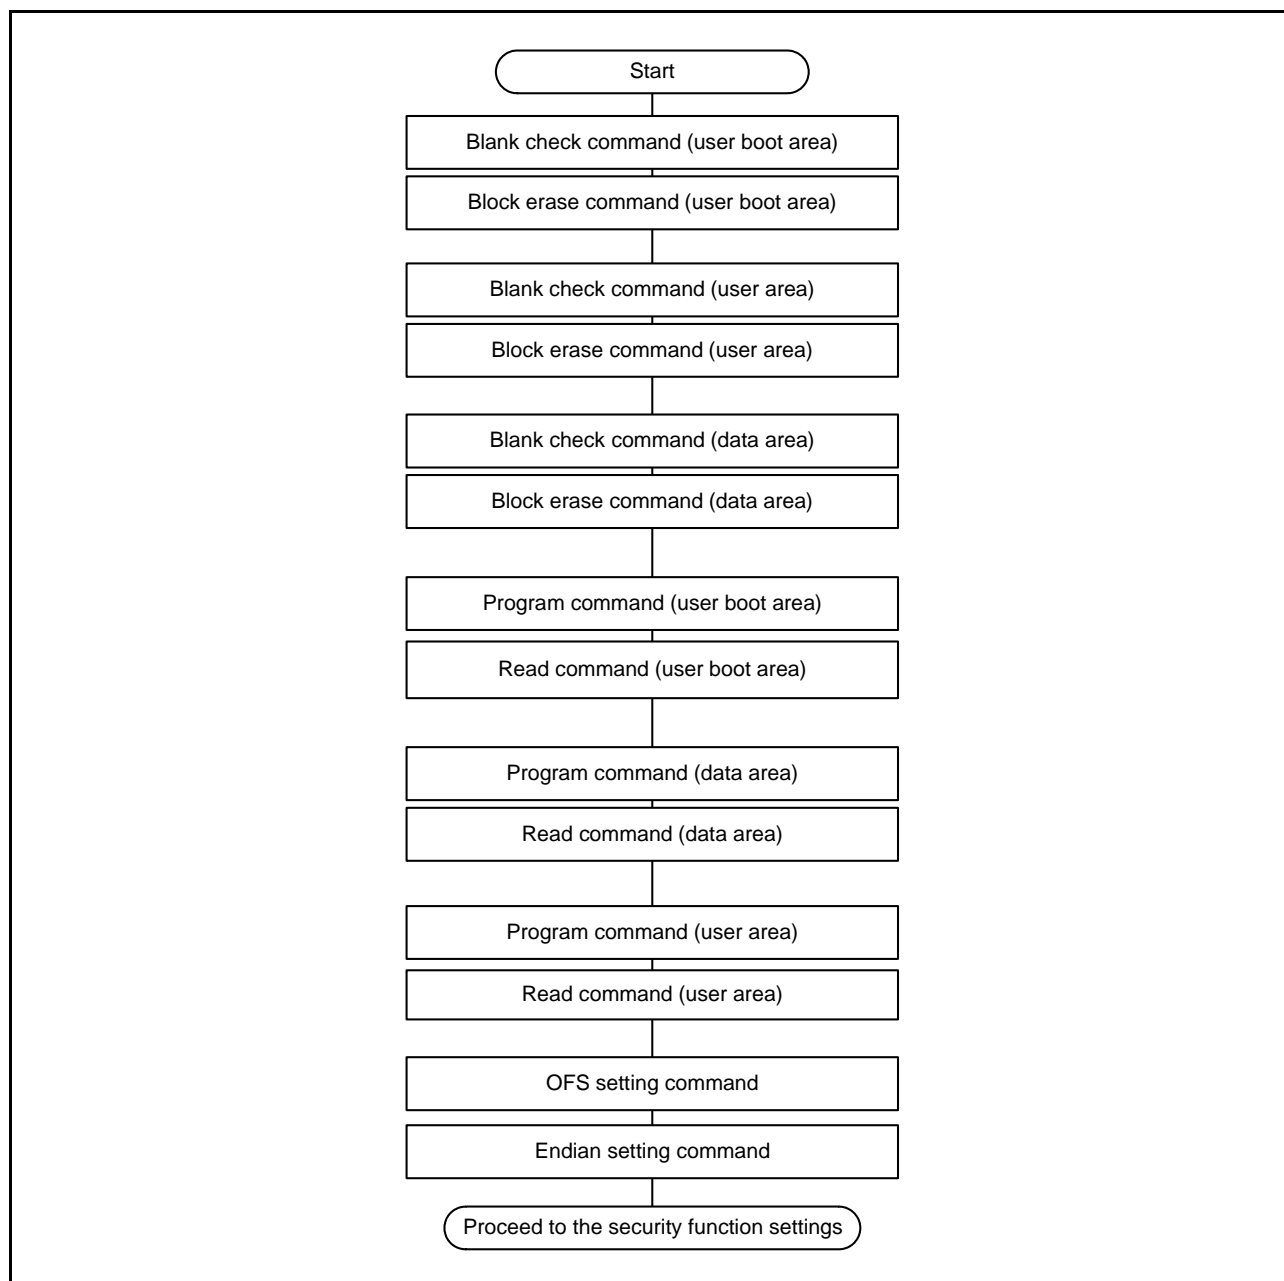 Start
Blank check command (user boot area)
Block erase command (user boot area)
Blank check command (user area)
Block erase command (user area)
Blank check command (data area)
Block erase command (data area)
Program command (user boot area)
Read command (user boot area)
Program command (data area)
Read command (data area)
Program command (user area)
Read command (user area)
OFS setting command
Endian setting command
Proceed to the security function settings